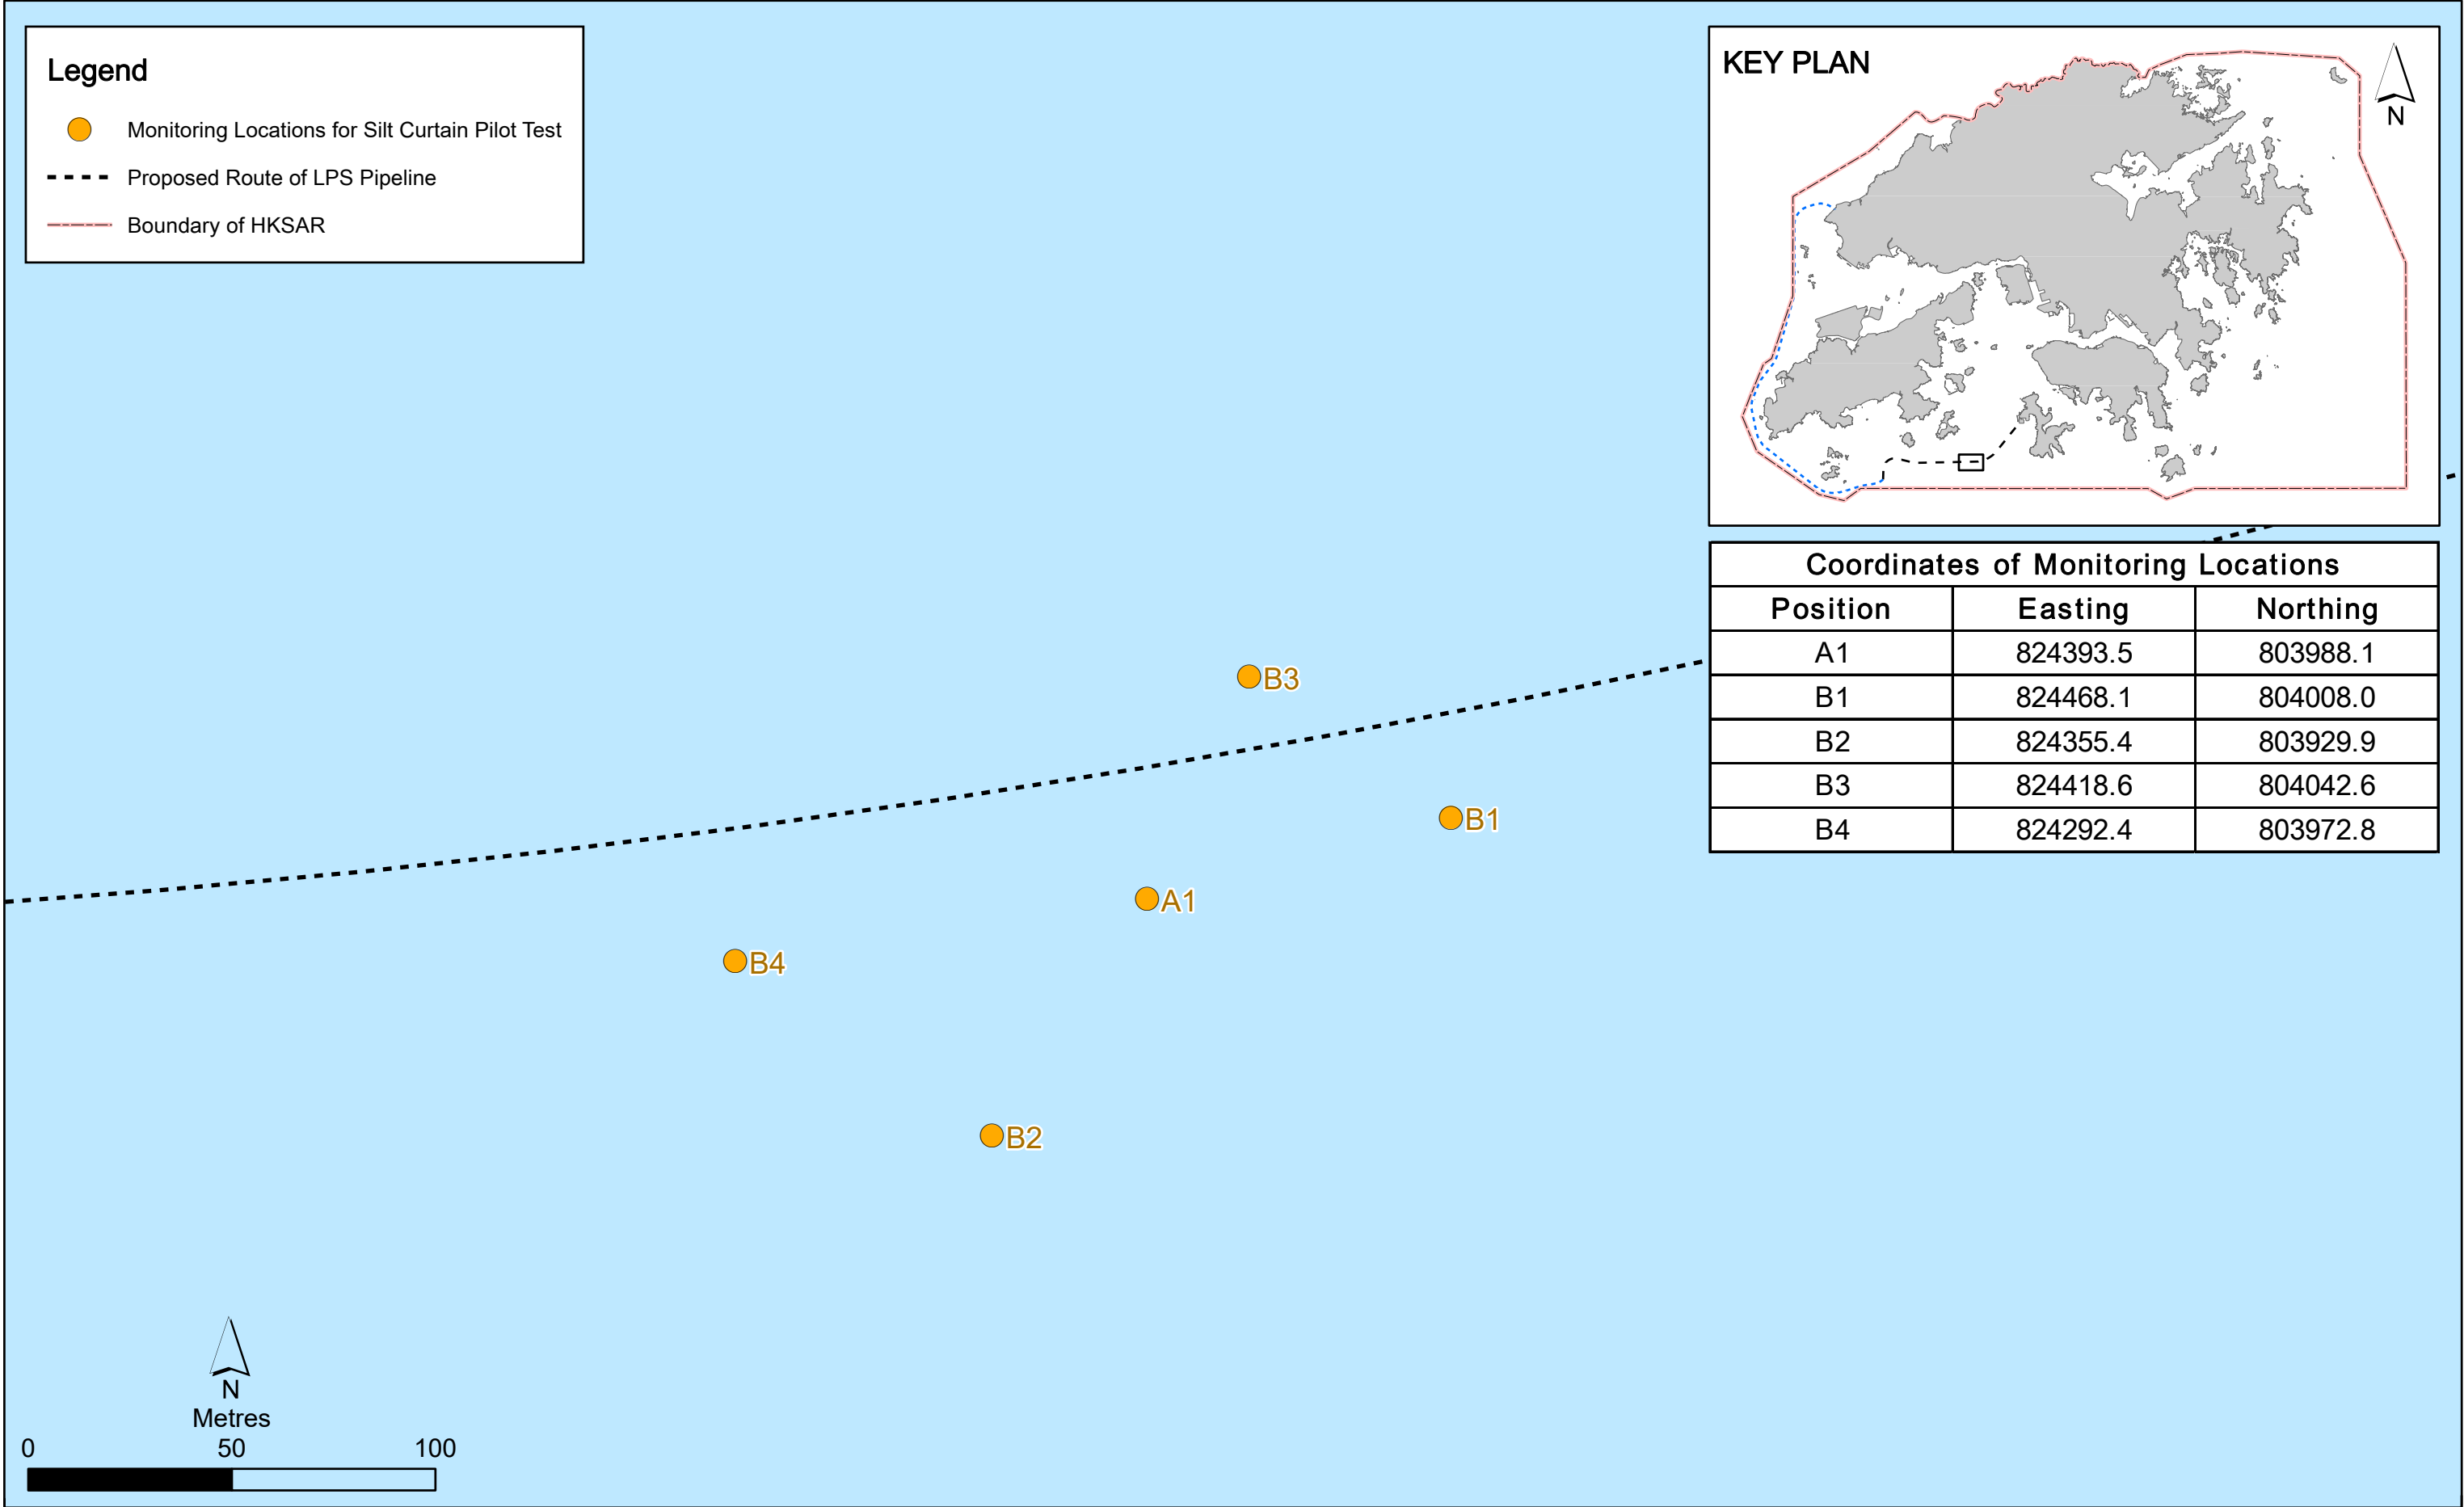 Legend
Monitoring Locations for Silt Curtain Pilot Test
Proposed Route of LPS Pipeline
Boundary of HKSAR
KEY PLAN
N
Coordinates of Monitoring Locations
Position Easting Northing
A1 824393.5 803988.1
B1 824468.1 804008.0
B2 824355.4 803929.9
B3 824418.6 804042.6
B4 824292.4 803972.8
B3
B1
A1
B4
B2
N
Metres
0 50 100